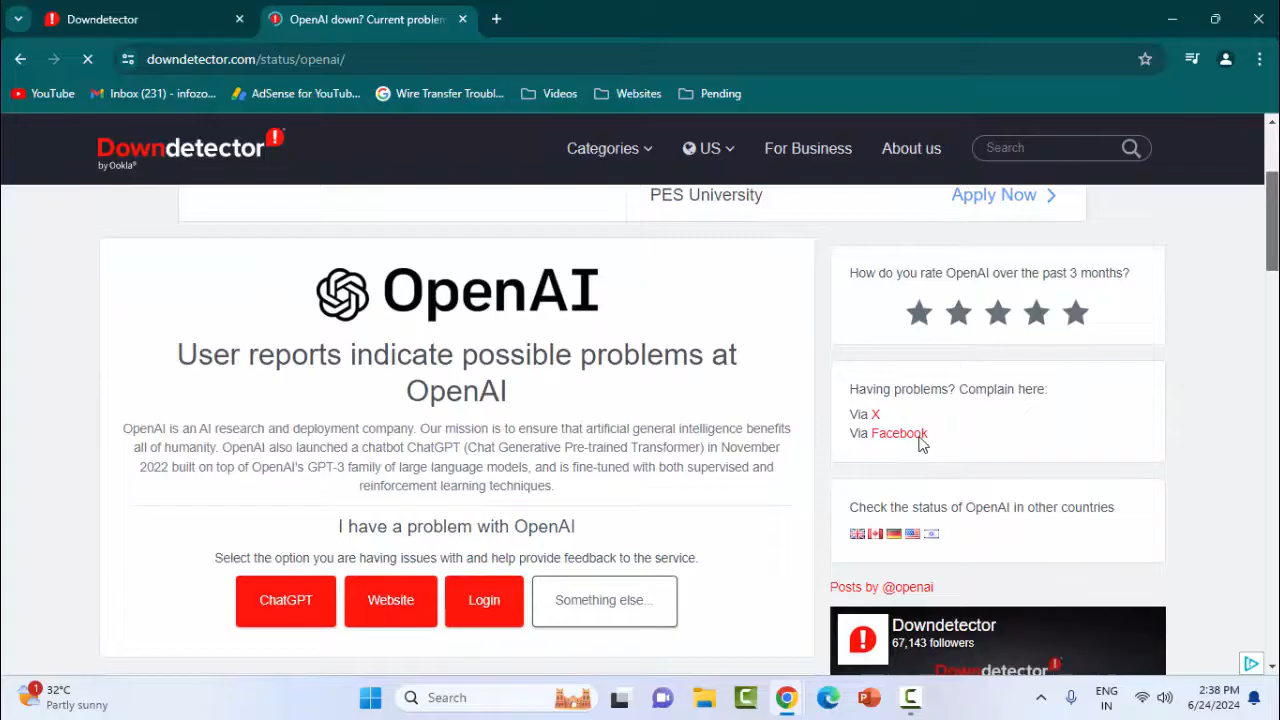 Downdetector
OpenAI down? Current probler
downdetector.com/status/openai/
YouTube
Inbox (231) - infozo...
AdSense for YouTub...
Wire Transfer Troubl...
Videos
Websites
Pending
Downdetector
by Ookla®
Categories
US
For Business
About us
Search
PES University
Apply Now
OpenAI
User reports indicate possible problems at
OpenAI
OpenAI is an AI research and deployment company. Our mission is to ensure that artificial general intelligence benefits
all of humanity. OpenAI also launched a chatbot ChatGPT (Chat Generative Pre-trained Transformer) in November
2022 built on top of OpenAI's GPT-3 family of large language models, and is fine-tuned with both supervised and
reinforcement learning techniques.
I have a problem with OpenAI
Select the option you are having issues with and help provide feedback to the service.
ChatGPT
Website
Login
Something else...
How do you rate OpenAI over the past 3 months?
Having problems? Complain here:
Via X
Via Facebook
Check the status of OpenAI in other countries
Posts by @openai
Downdetector
67,143 followers
Downdetector
1
32°C
Partly sunny
Search
ENG
IN
2:38 PM
6/24/2024